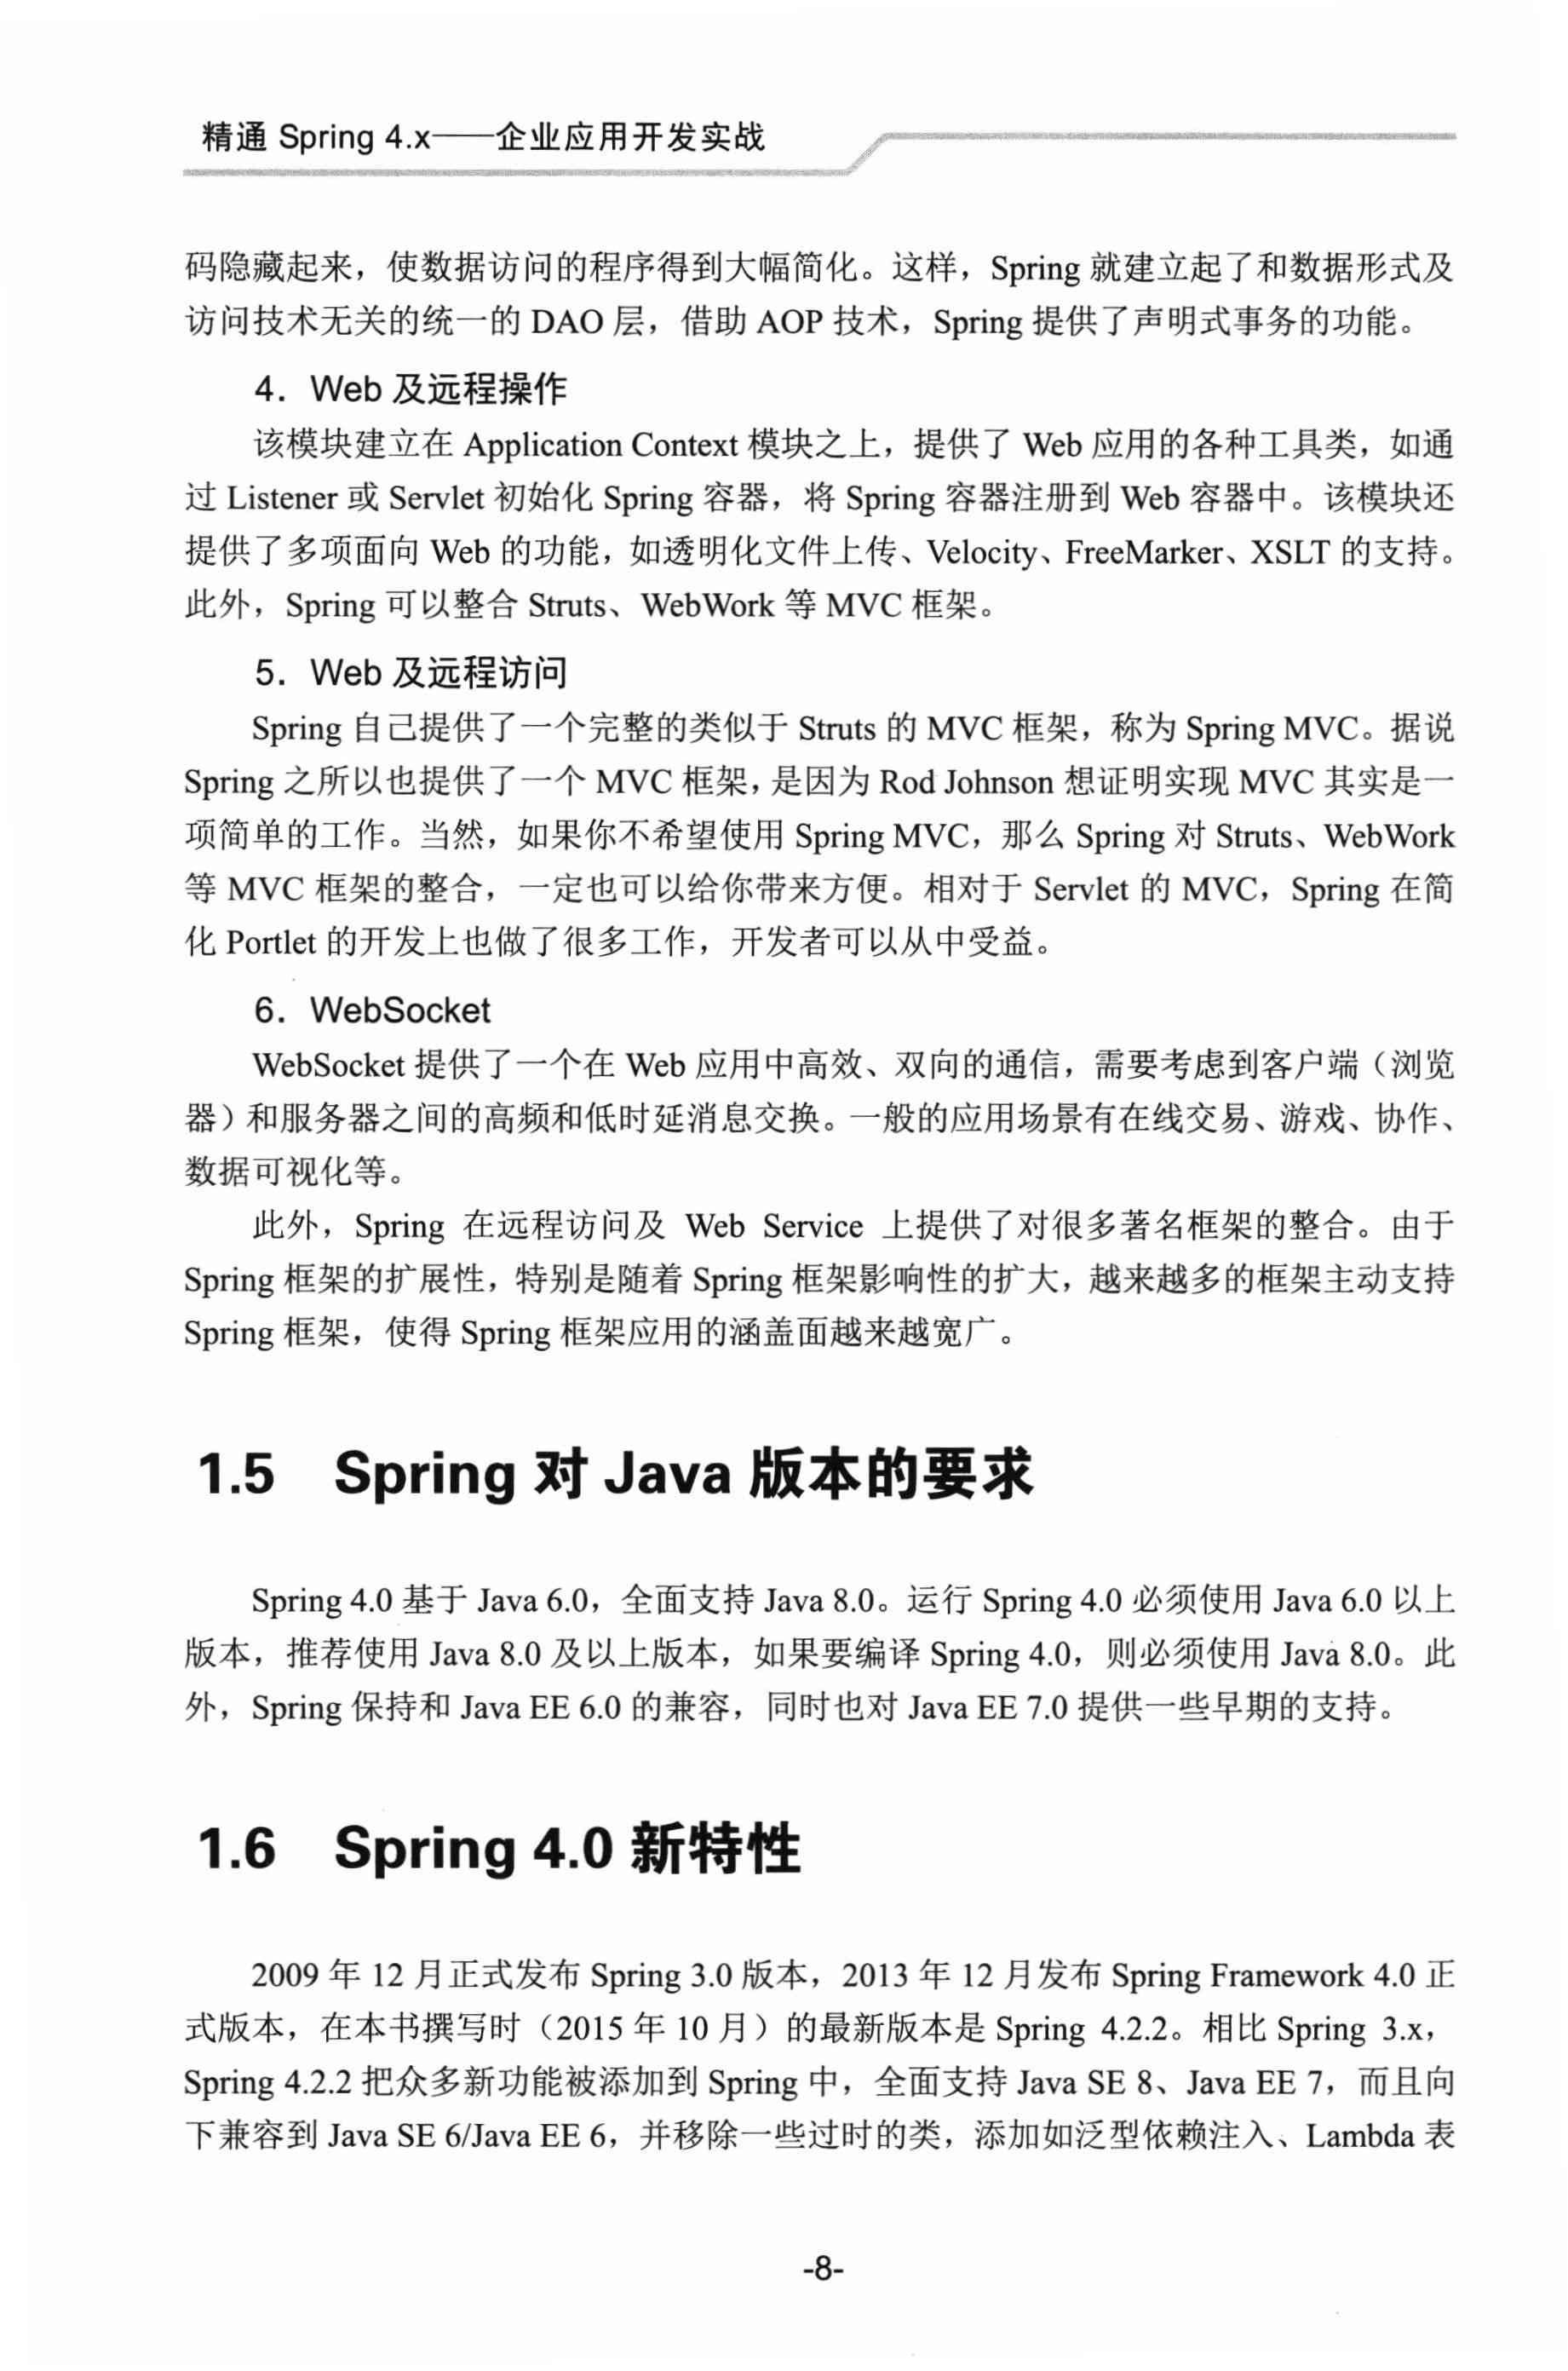 精通 Spring 4.x——企业应用开发实战
码隐藏起来，使数据访问的程序得到大幅简化。这样，Spring 就建立起了和数据形式及
访问技术无关的统一的 DAO 层，借助 AOP 技术，Spring 提供了声明式事务的功能。
4．Web 及远程操作
该模块建立在 Application Context 模块之上，提供了 Web 应用的各种工具类，如通
过 Listener 或 Servlet 初始化 Spring 容器，将 Spring 容器注册到 Web 容器中。该模块还
提供了多项面向 Web 的功能，如透明化文件上传、Velocity、FreeMarker、XSLT 的支持。
此外，Spring 可以整合 Struts、WebWork 等 MVC 框架。
5．Web 及远程访问
Spring 自己提供了一个完整的类似于 Struts 的 MVC 框架，称为 Spring MVC。据说
Spring 之所以也提供了一个 MVC 框架，是因为 Rod Johnson 想证明实现 MVC 其实是一
项简单的工作。当然，如果你不希望使用 Spring MVC，那么 Spring 对 Struts、WebWork
等 MVC 框架的整合，一定也可以给你带来方便。相对于 Servlet 的 MVC，Spring 在简
化 Portlet 的开发上也做了很多工作，开发者可以从中受益。
6．WebSocket
WebSocket 提供了一个在 Web 应用中高效、双向的通信，需要考虑到客户端（浏览
器）和服务器之间的高频和低时延消息交换。一般的应用场景有在线交易、游戏、协作、
数据可视化等。
此外，Spring 在远程访问及 Web Service 上提供了对很多著名框架的整合。由于
Spring 框架的扩展性，特别是随着 Spring 框架影响性的扩大，越来越多的框架主动支持
Spring 框架，使得 Spring 框架应用的涵盖面越来越宽广。
1.5 Spring 对 Java 版本的要求
Spring 4.0 基于 Java 6.0，全面支持 Java 8.0。运行 Spring 4.0 必须使用 Java 6.0 以上
版本，推荐使用 Java 8.0 及以上版本，如果要编译 Spring 4.0，则必须使用 Java 8.0。此
外，Spring 保持和 Java EE 6.0 的兼容，同时也对 Java EE 7.0 提供一些早期的支持。
1.6 Spring 4.0 新特性
2009 年 12 月正式发布 Spring 3.0 版本，2013 年 12 月发布 Spring Framework 4.0 正
式版本，在本书撰写时（2015 年 10 月）的最新版本是 Spring 4.2.2。相比 Spring 3.x，
Spring 4.2.2 把众多新功能被添加到 Spring 中，全面支持 Java SE 8、Java EE 7，而且向
下兼容到 Java SE 6/Java EE 6，并移除一些过时的类，添加如泛型依赖注入、Lambda 表
-8-